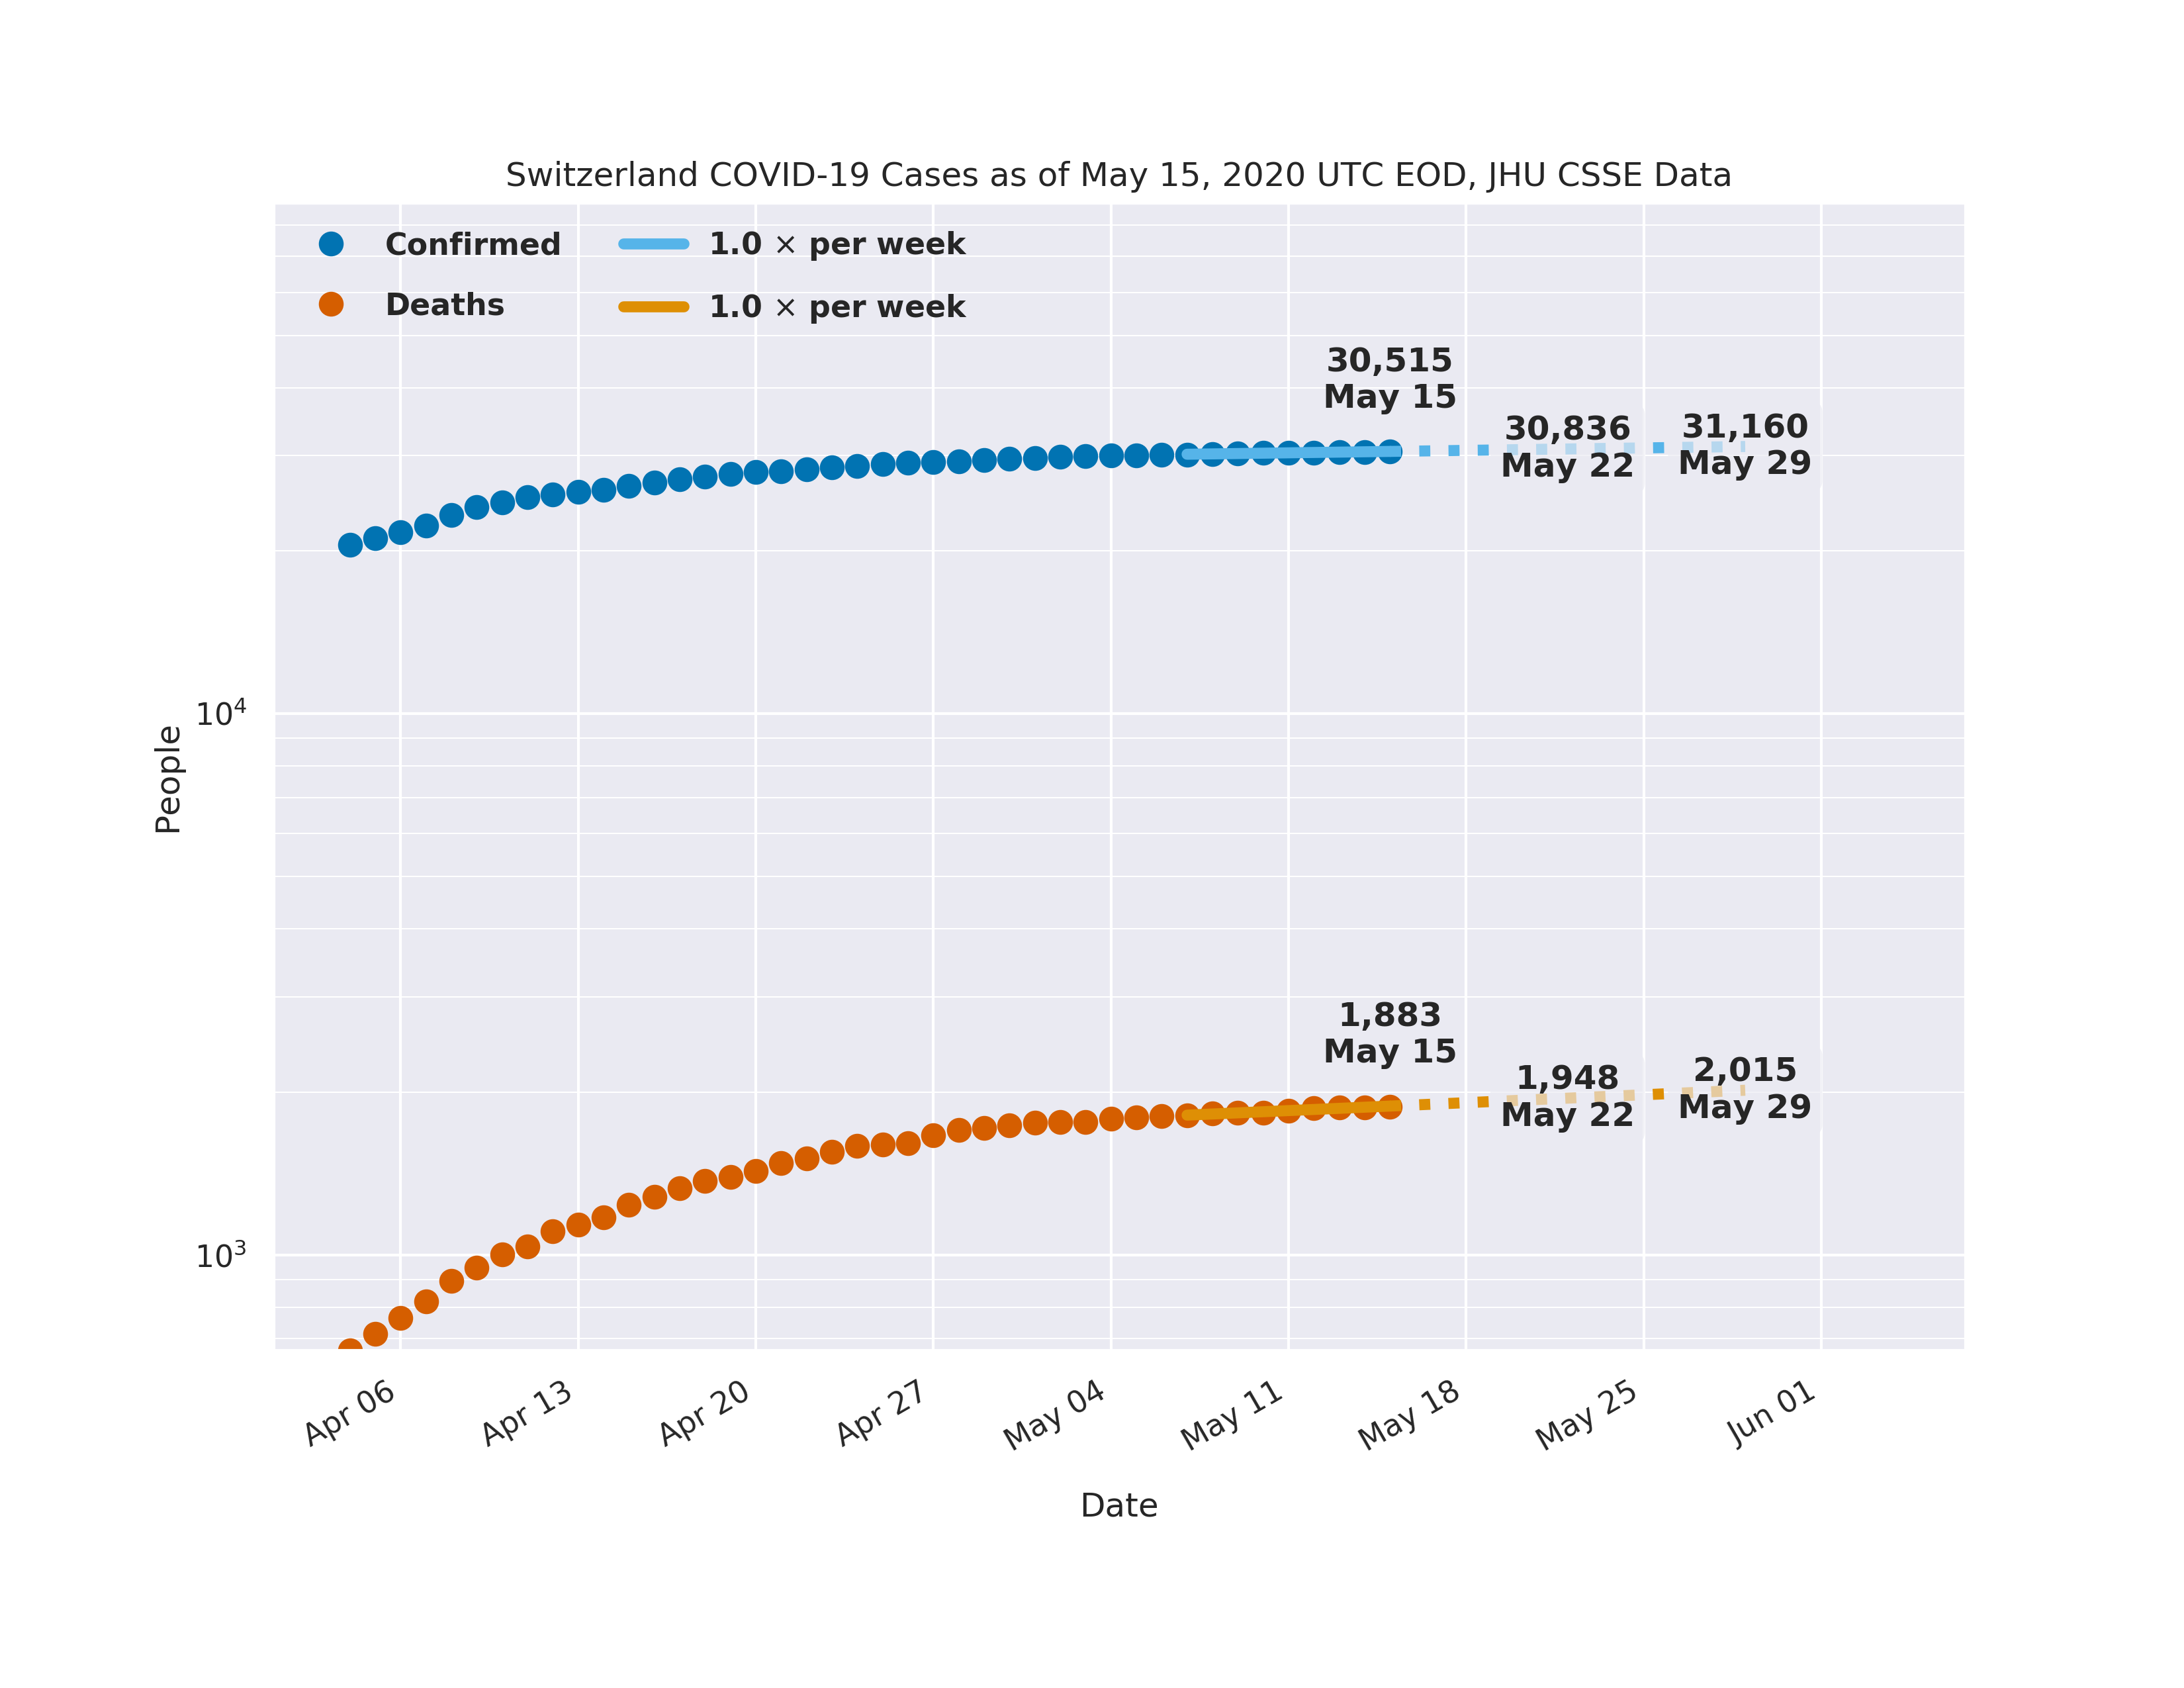 Switzerland COVID-19 Cases as of May 15, 2020 UTC EOD, JHU CSSE Data
Confirmed
Deaths
1.0 × per week
1.0 × per week
30,515
May 15
30,836
May 22
31,160
May 29
1,883
May 15
1,948
May 22
2,015
May 29
People
10⁴
10³
Apr 06
Apr 13
Apr 20
Apr 27
May 04
May 11
May 18
May 25
Jun 01
Date